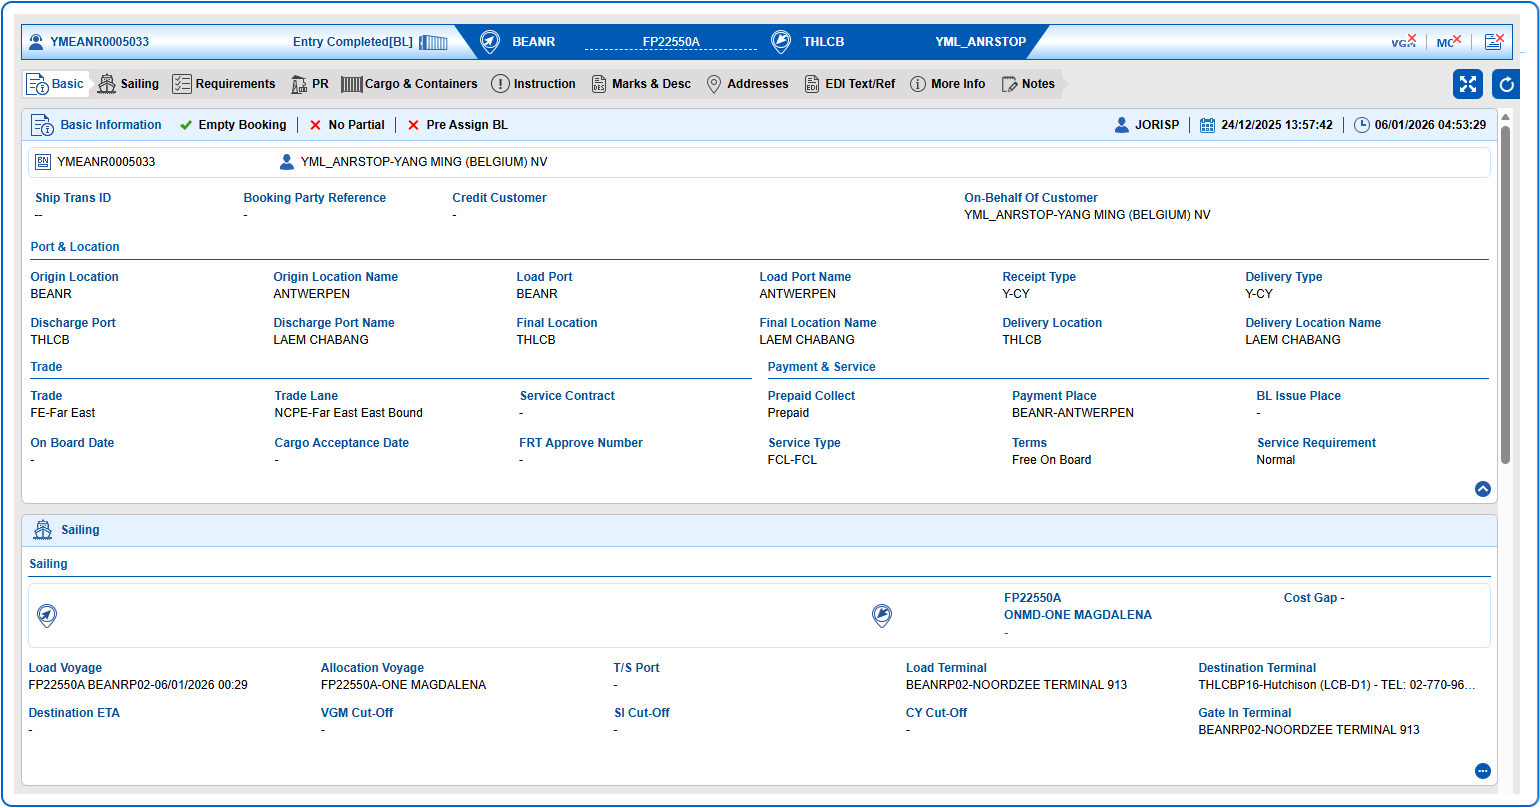 YMEANR0005033 Entry Completed[BL] BEANR FP22550A THLCB YML_ANRSTOP VGM MC
Basic Sailing Requirements PR Cargo & Containers Instruction Marks & Desc Addresses EDI Text/Ref More Info Notes
Basic Information Empty Booking No Partial Pre Assign BL JORISP 24/12/2025 13:57:42 06/01/2026 04:53:29
BN YMEANR0005033 YML_ANRSTOP-YANG MING (BELGIUM) NV
Ship Trans ID Booking Party Reference Credit Customer On-Behalf Of Customer
-- - - YML_ANRSTOP-YANG MING (BELGIUM) NV
Port & Location
Origin Location Origin Location Name Load Port Load Port Name Receipt Type Delivery Type
BEANR ANTWERPEN BEANR ANTWERPEN Y-CY Y-CY
Discharge Port Discharge Port Name Final Location Final Location Name Delivery Location Delivery Location Name
THLCB LAEM CHABANG THLCB LAEM CHABANG THLCB LAEM CHABANG
Trade Payment & Service
Trade Trade Lane Service Contract Prepaid Collect Payment Place BL Issue Place
FE-Far East NCPE-Far East East Bound - Prepaid BEANR-ANTWERPEN -
On Board Date Cargo Acceptance Date FRT Approve Number Service Type Terms Service Requirement
- - - FCL-FCL Free On Board Normal
Sailing
Sailing
FP22550A Cost Gap -
ONMD-ONE MAGDALENA
-
Load Voyage Allocation Voyage T/S Port Load Terminal Destination Terminal
FP22550A BEANRP02-06/01/2026 00:29 FP22550A-ONE MAGDALENA - BEANRP02-NOORDZEE TERMINAL 913 THLCBP16-Hutchison (LCB-D1) - TEL: 02-770-96...
Destination ETA VGM Cut-Off SI Cut-Off CY Cut-Off Gate In Terminal
- - - - BEANRP02-NOORDZEE TERMINAL 913